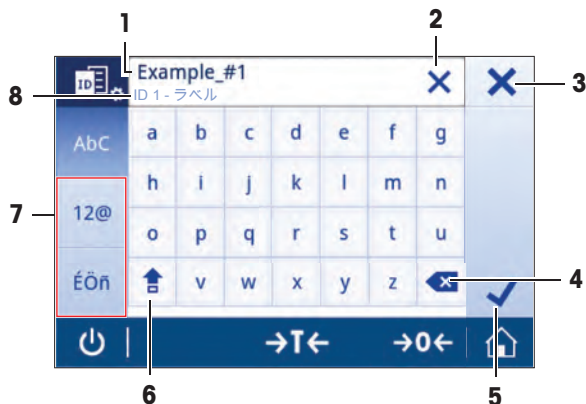 1
2
Example_#1
ID
3
8
ID 1 - ラベル
AbC
a b c d e f g
h i j k l m n
7
12@
o p q r s t u
4
ÉÖñ
v w x y z
→T← →0←
6
5